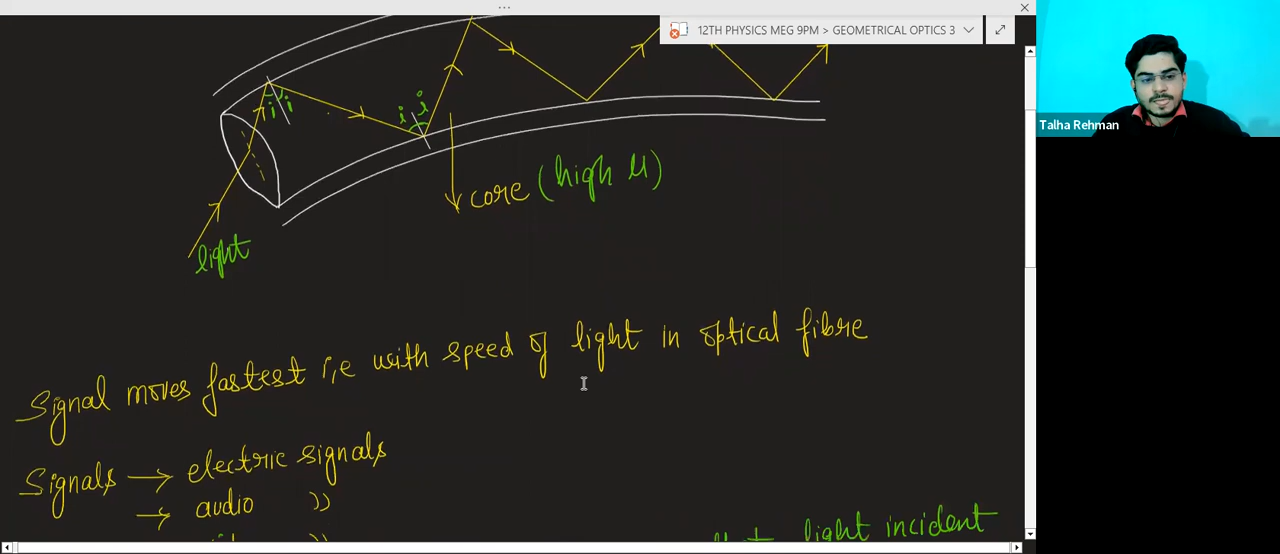 12TH PHYSICS MEG 9PM > GEOMETRICAL OPTICS 3
Talha Rehman
i i
i i
core (high μ)
light
Signal moves fastest i,e with speed of light in optical fibre
Signals → electric signals
→ audio "
light incident